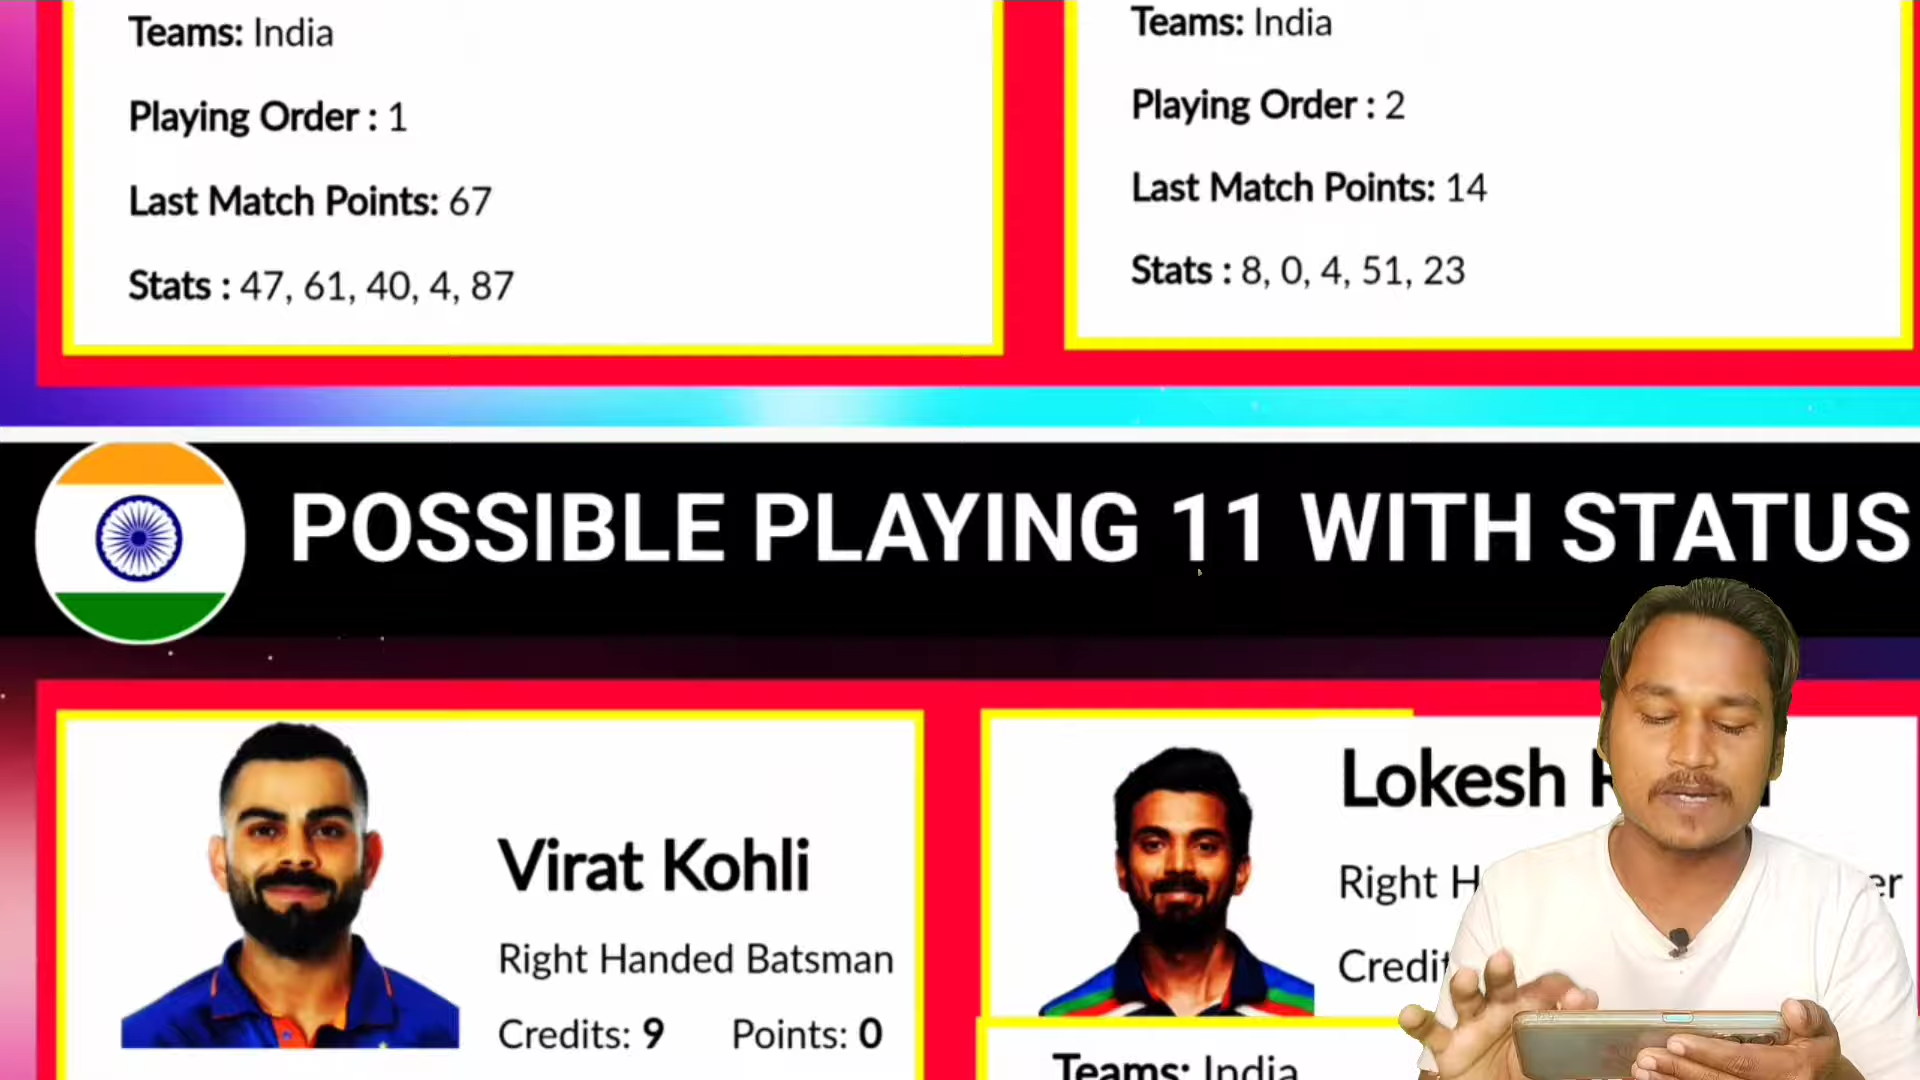 Teams: India
Playing Order : 1
Last Match Points: 67
Stats : 47, 61, 40, 4, 87
Teams: India
Playing Order : 2
Last Match Points: 14
Stats : 8, 0, 4, 51, 23
POSSIBLE PLAYING 11 WITH STATUS
Virat Kohli
Right Handed Batsman
Credits: 9 Points: 0
Lokesh
Right
Teams: India